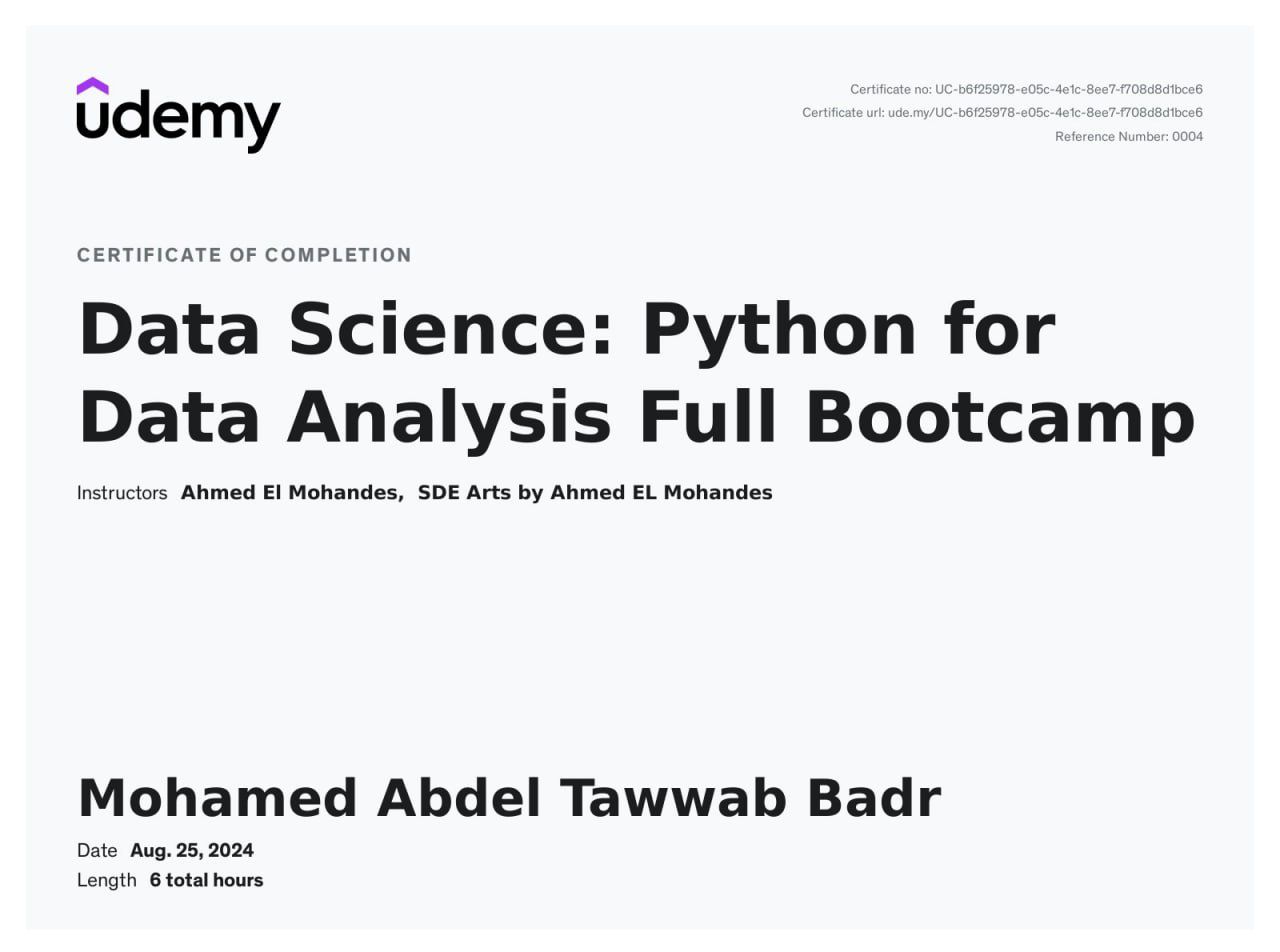 udemy
Certificate no: UC-b6f25978-e05c-4e1c-8ee7-f708d8d1bce6
Certificate url: ude.my/UC-b6f25978-e05c-4e1c-8ee7-f708d8d1bce6
Reference Number: 0004
CERTIFICATE OF COMPLETION
Data Science: Python for
Data Analysis Full Bootcamp
Instructors Ahmed El Mohandes, SDE Arts by Ahmed EL Mohandes
Mohamed Abdel Tawwab Badr
Date Aug. 25, 2024
Length 6 total hours